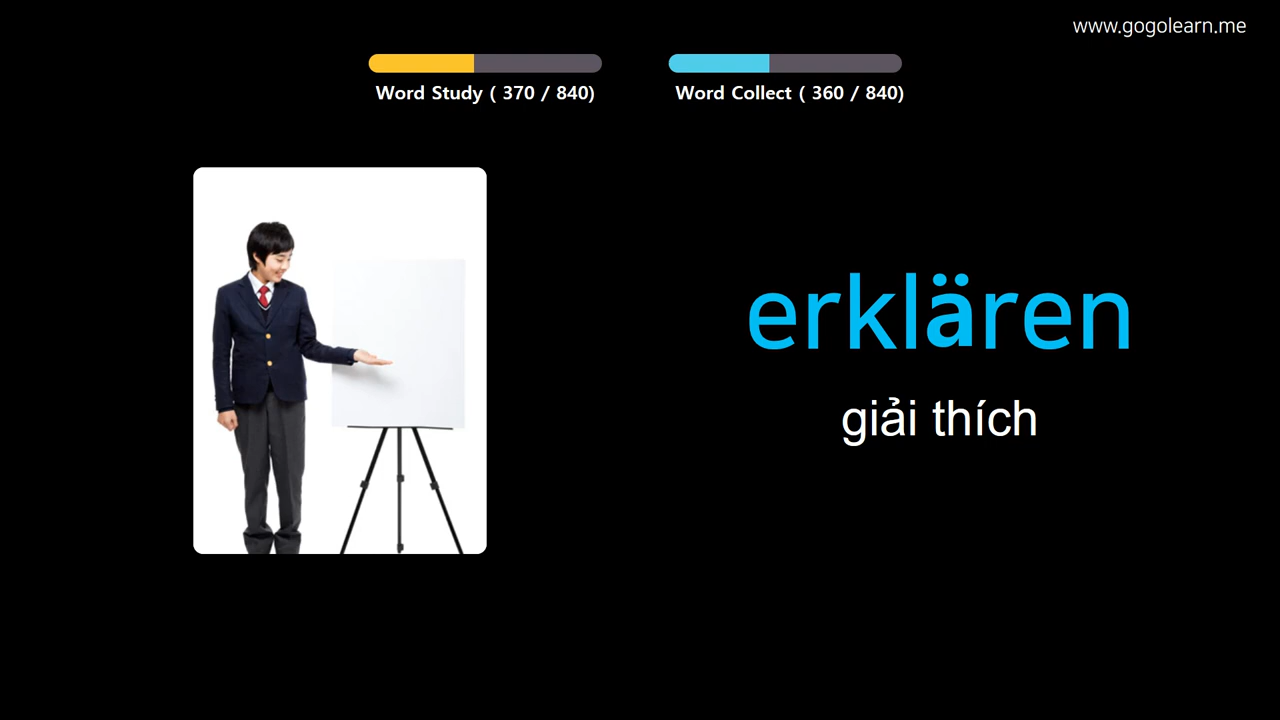 www.gogolearn.me
Word Study ( 370 / 840)
Word Collect ( 360 / 840)
erklären
giải thích